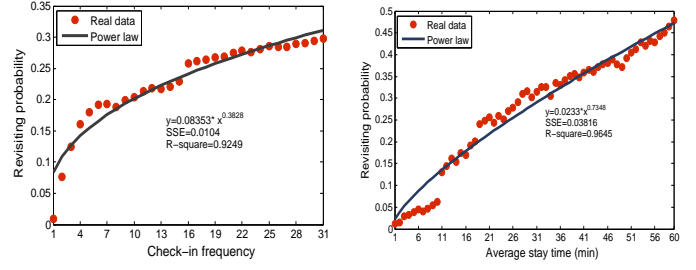 Real data
Power law
y=0.08353* x^0.3828
SSE=0.0104
R−square=0.9249
0.35
0.3
0.25
0.2
0.15
0.1
0.05
0
Revisiting probability
1 4 7 10 13 16 19 22 25 28 31
Check−in frequency
Real data
Power law
y=0.0233*x^0.7348
SSE=0.03816
R−square=0.9645
0.5
0.45
0.4
0.35
0.3
0.25
0.2
0.15
0.1
0.05
0
Revisiting probability
1 6 11 16 21 26 31 36 41 46 51 56 60
Average stay time (min)